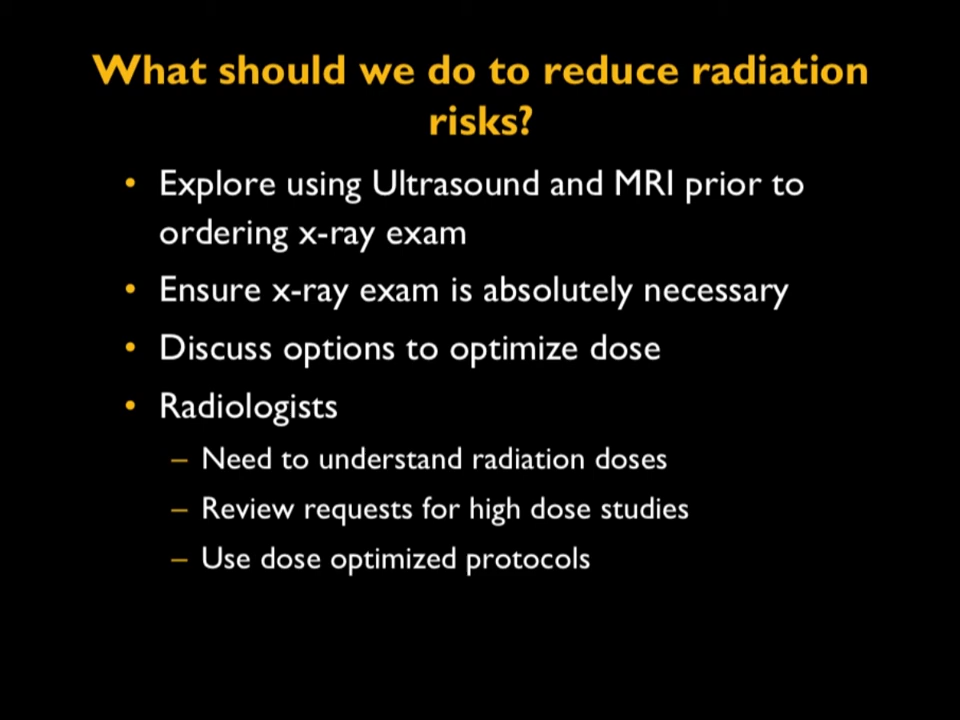 What should we do to reduce radiation
risks?
• Explore using Ultrasound and MRI prior to
ordering x-ray exam
• Ensure x-ray exam is absolutely necessary
• Discuss options to optimize dose
• Radiologists
– Need to understand radiation doses
– Review requests for high dose studies
– Use dose optimized protocols